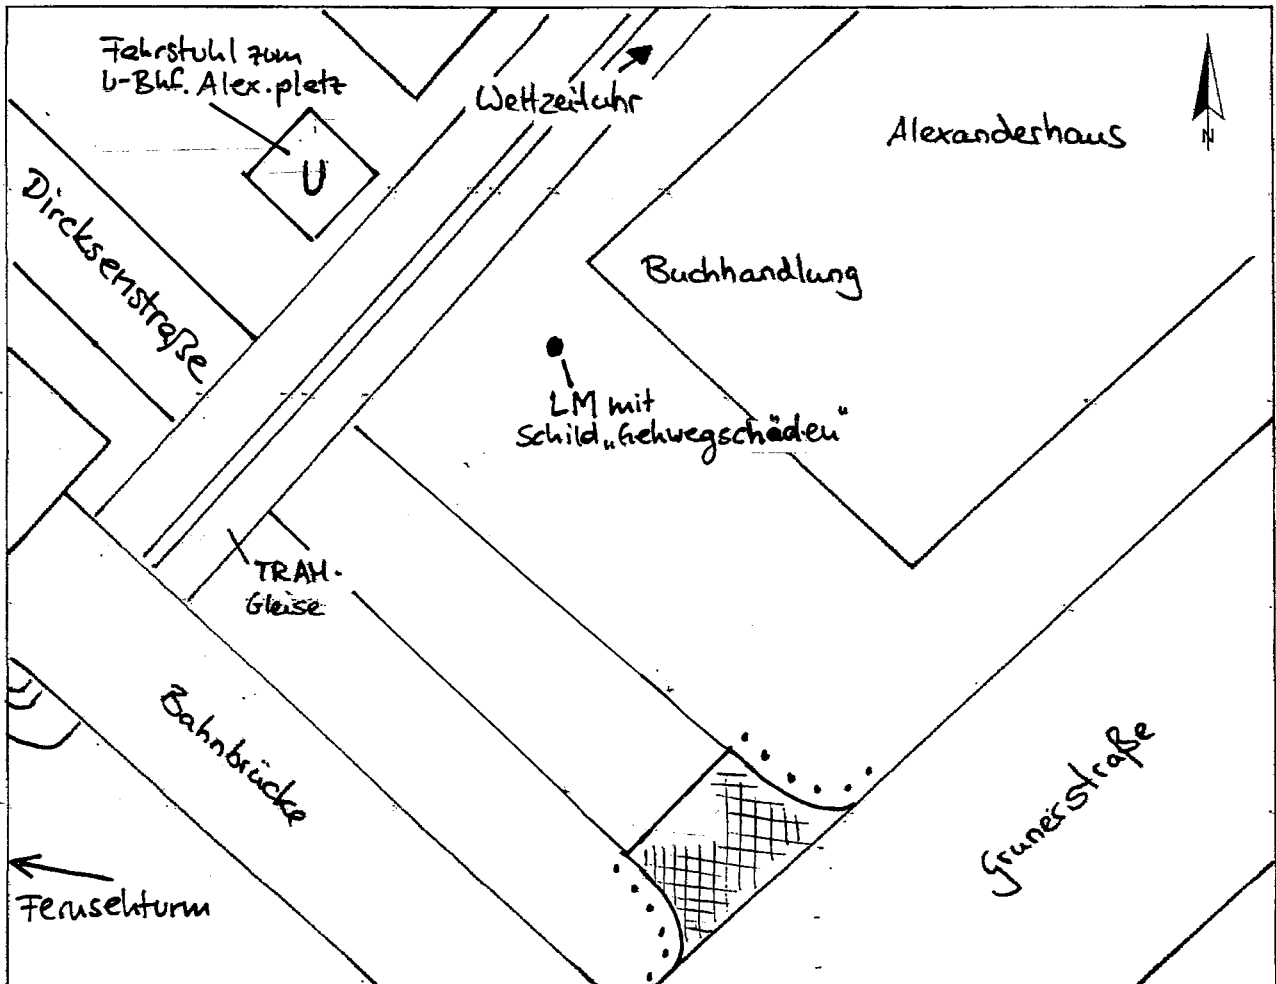 Fahrstuhl zum
U-Bhf. Alex.platz
Weltzeituhr
N
Alexanderhaus
U
Dircksenstraße
Buchhandlung
LM mit
Schild „Gehwegschäden“
TRAM-
Gleise
Bahnbrücke
Grunerstraße
Fernsehturm